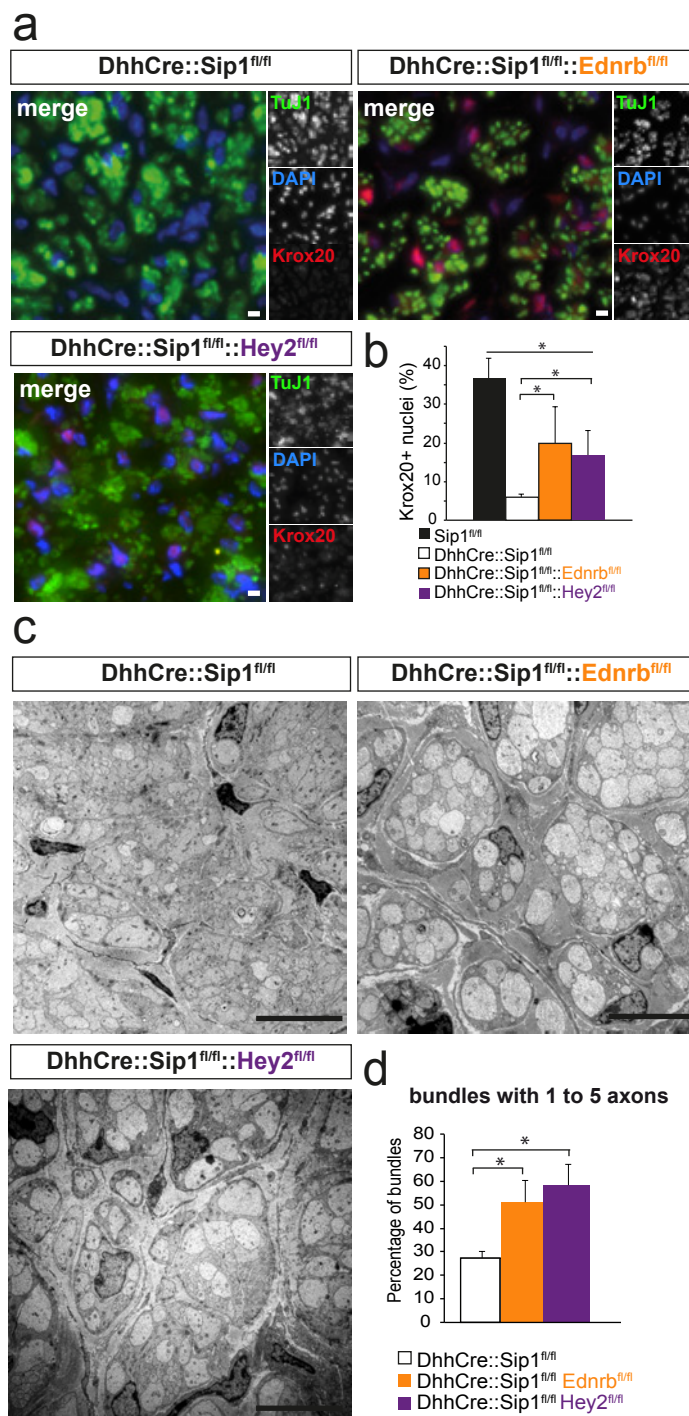 a
DhhCre::Sip1fl/fl
DhhCre::Sip1fl/fl::Ednrbfl/fl
merge
TuJ1
DAPI
Krox20
merge
TuJ1
DAPI
Krox20
DhhCre::Sip1fl/fl::Hey2fl/fl
merge
TuJ1
DAPI
Krox20
b
Krox20+ nuclei (%)
40
30
20
10
0
*
*
*
Sip1fl/fl
DhhCre::Sip1fl/fl
DhhCre::Sip1fl/fl::Ednrbfl/fl
DhhCre::Sip1fl/fl::Hey2fl/fl
c
DhhCre::Sip1fl/fl
DhhCre::Sip1fl/fl::Ednrbfl/fl
DhhCre::Sip1fl/fl::Hey2fl/fl
d
bundles with 1 to 5 axons
Percentage of bundles
80
70
60
50
40
30
20
10
0
*
*
DhhCre::Sip1fl/fl
DhhCre::Sip1fl/fl Ednrbfl/fl
DhhCre::Sip1fl/fl Hey2fl/fl